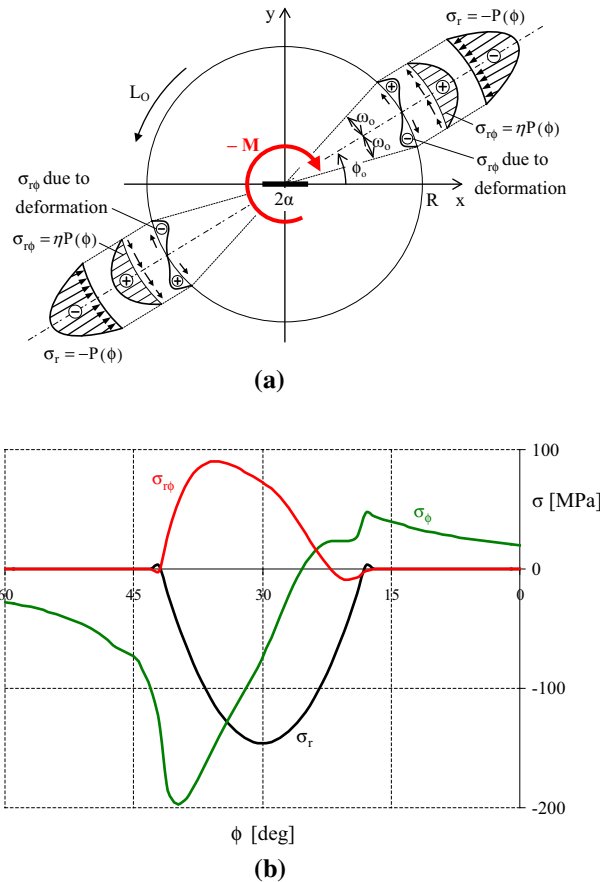 y
σr = −P(ϕ)
LO
ωo
ωo
− M
ϕo
σrϕ = ηP(ϕ)
σrϕ due to
deformation
σrϕ due to
deformation
2α
R
x
σrϕ = ηP(ϕ)
σr = −P(ϕ)
(a)
100
σrϕ
σ [MPa]
σϕ
0
60
45
30
15
0
-100
σr
-200
ϕ [deg]
(b)